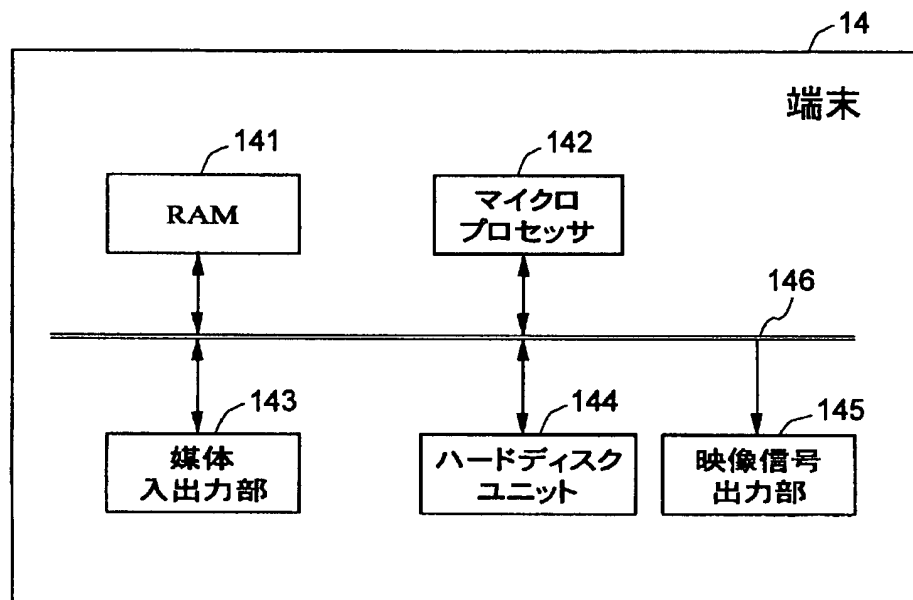 14
端末
141
RAM
142
マイクロ
プロセッサ
146
143
媒体
入出力部
144
ハードディスク
ユニット
145
映像信号
出力部